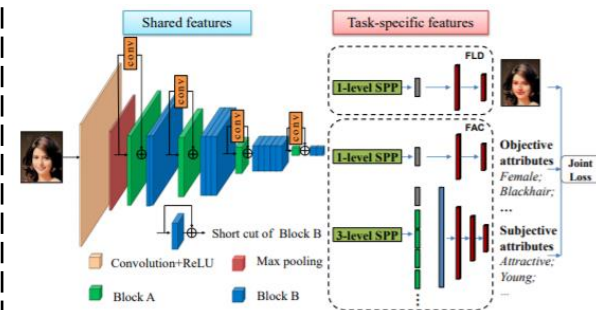 Shared features
Task-specific features
conv
conv
conv
conv
FLD
1-level SPP
FAC
1-level SPP
3-level SPP
Objective
attributes
Female;
Blackhair;
...
Subjective
attributes
Attractive;
Young;
...
Joint
Loss
Short cut of Block B
Convolution+ReLU
Max pooling
Block A
Block B